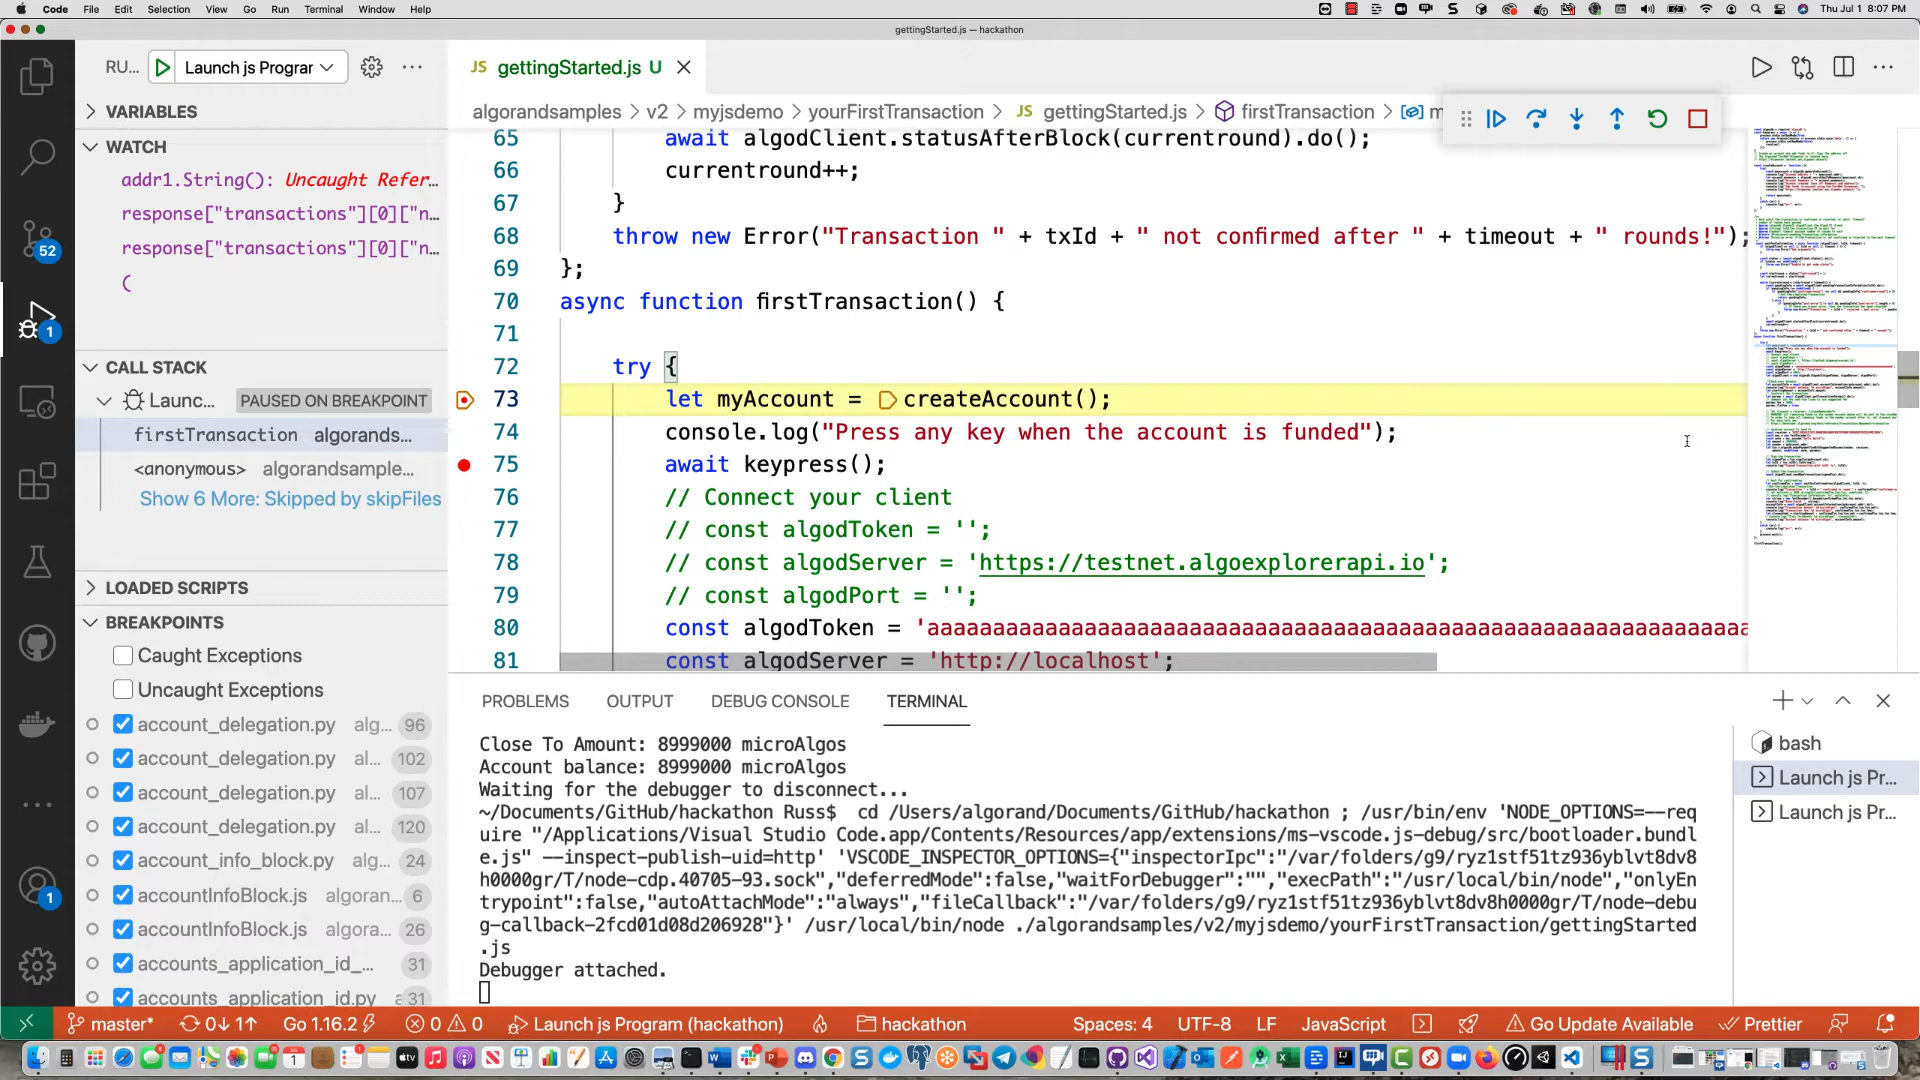 Code File Edit Selection View Go Run Terminal Window Help Thu Jul 1 8:07 PM
gettingStarted.js — hackathon
RU... Launch js Prograr
VARIABLES
WATCH
addr1.String(): Uncaught Refer...
response["transactions"][0]["n...
response["transactions"][0]["n...
(
52
1
CALL STACK
Launc... PAUSED ON BREAKPOINT
firstTransaction algorands...
<anonymous> algorandsample...
Show 6 More: Skipped by skipFiles
LOADED SCRIPTS
BREAKPOINTS
Caught Exceptions
Uncaught Exceptions
account_delegation.py alg... 96
account_delegation.py al... 102
account_delegation.py al... 107
account_delegation.py al... 120
account_info_block.py alg... 24
accountInfoBlock.js algoran... 6
accountInfoBlock.js algora... 26
accounts_application_id_... 31
accounts_application_id.py a 31
1
JS gettingStarted.js U
algorandsamples > v2 > myjsdemo > yourFirstTransaction > JS gettingStarted.js > firstTransaction > m
65 await algodClient.statusAfterBlock(currentround).do();
66 currentround++;
67 }
68 throw new Error("Transaction " + txId + " not confirmed after " + timeout + " rounds!");
69 };
70 async function firstTransaction() {
71
72 try {
73 let myAccount = createAccount();
74 console.log("Press any key when the account is funded");
75 await keypress();
76 // Connect your client
77 // const algodToken = '';
78 // const algodServer = 'https://testnet.algoexplorerapi.io';
79 // const algodPort = '';
80 const algodToken = 'aaaaaaaaaaaaaaaaaaaaaaaaaaaaaaaaaaaaaaaaaaaaaaaaaaaaaaaaaaaaaaa
81 const algodServer = 'http://localhost';
PROBLEMS OUTPUT DEBUG CONSOLE TERMINAL
Close To Amount: 8999000 microAlgos
Account balance: 8999000 microAlgos
Waiting for the debugger to disconnect...
~/Documents/GitHub/hackathon Russ$ cd /Users/algorand/Documents/GitHub/hackathon ; /usr/bin/env 'NODE_OPTIONS=--req
uire "/Applications/Visual Studio Code.app/Contents/Resources/app/extensions/ms-vscode.js-debug/src/bootloader.bundl
e.js" --inspect-publish-uid=http' 'VSCODE_INSPECTOR_OPTIONS={"inspectorIpc":"/var/folders/g9/ryz1stf51tz936yblvt8dv8
h0000gr/T/node-cdp.40705-93.sock","deferredMode":false,"waitForDebugger":"","execPath":"/usr/local/bin/node","onlyEn
trypoint":false,"autoAttachMode":"always","fileCallback":"/var/folders/g9/ryz1stf51tz936yblvt8dv8h0000gr/T/node-debu
g-callback-2fcd01d08d206928"}' /usr/local/bin/node ./algorandsamples/v2/myjsdemo/yourFirstTransaction/gettingStarted
.js
Debugger attached.
bash
Launch js Pr...
Launch js Pr...
master* 0↓ 1↑ Go 1.16.2 0 0 Launch js Program (hackathon) hackathon Spaces: 4 UTF-8 LF JavaScript Go Update Available Prettier